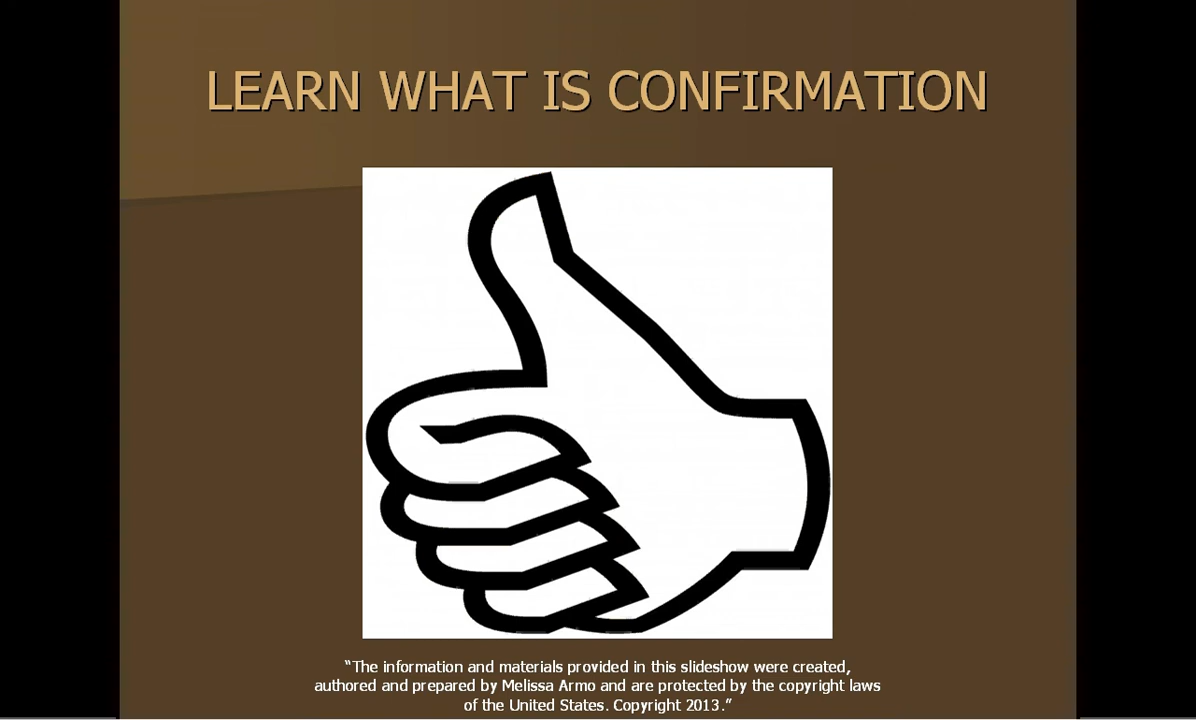 LEARN WHAT IS CONFIRMATION
“The information and materials provided in this slideshow were created,
authored and prepared by Melissa Armo and are protected by the copyright laws
of the United States. Copyright 2013.”